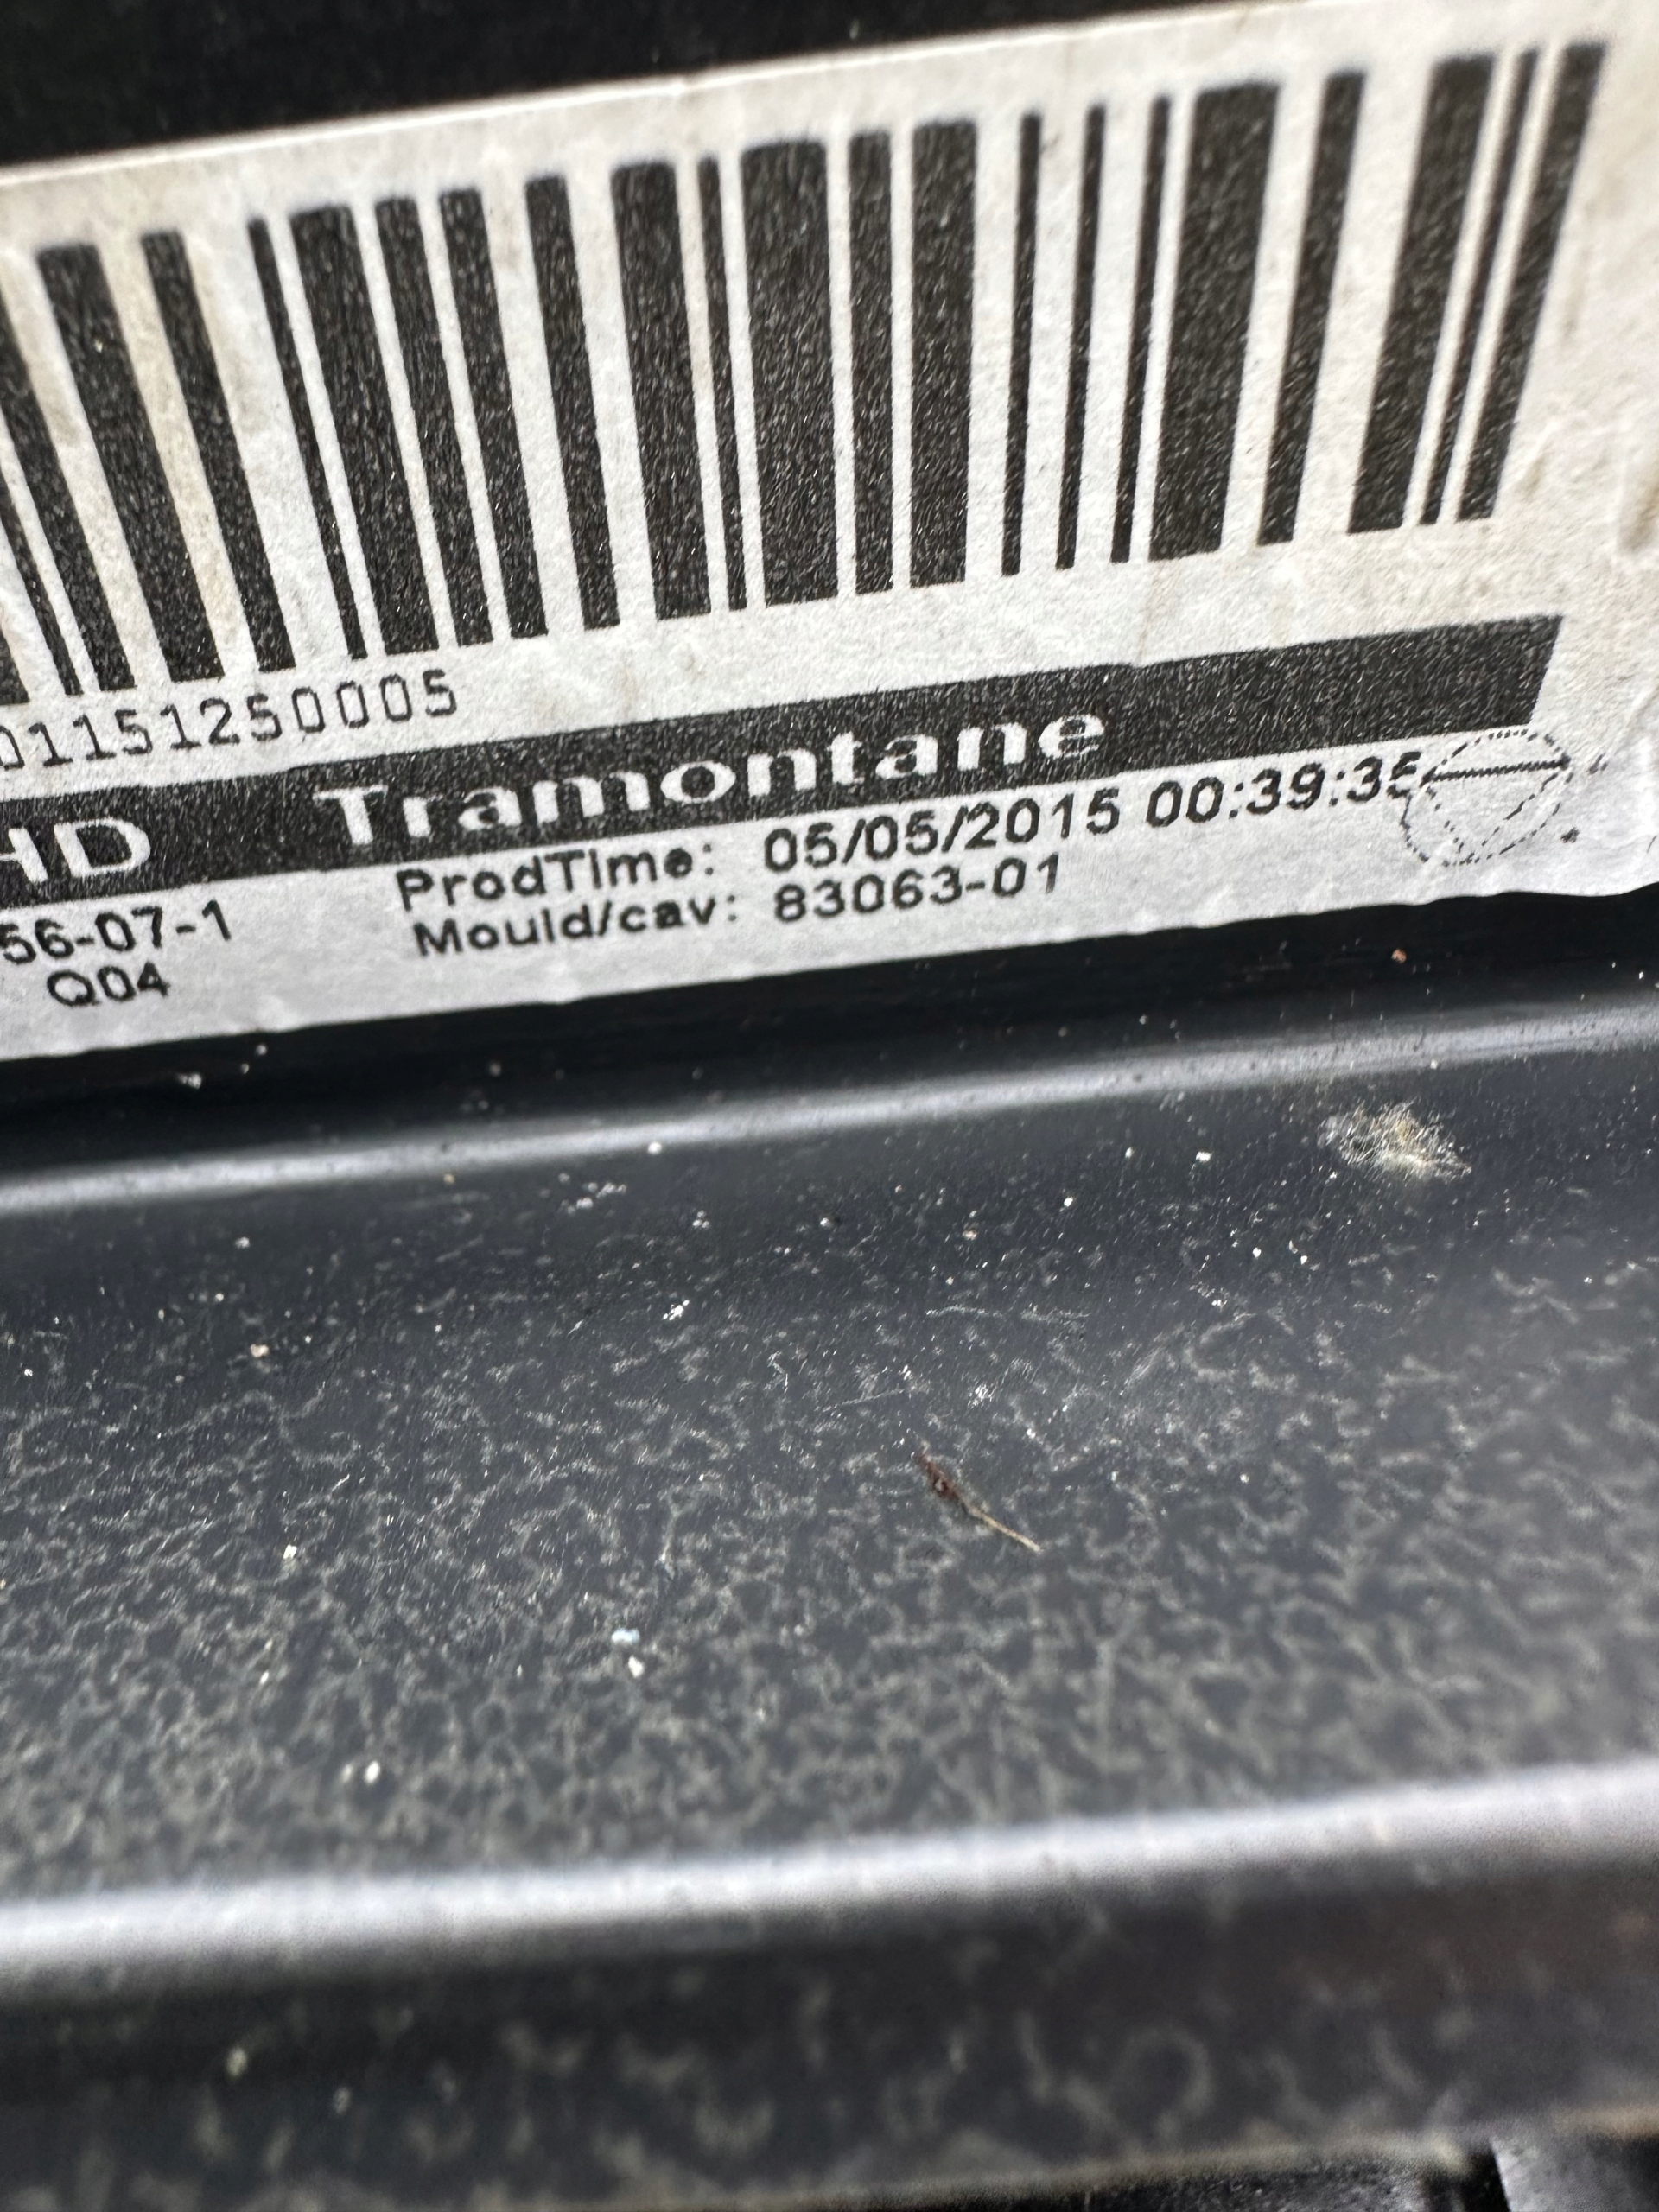 01151250005
HD Tramontane
ProdTime: 05/05/2015 00:39:35
56-07-1
Mould/cav: 83063-01
Q04